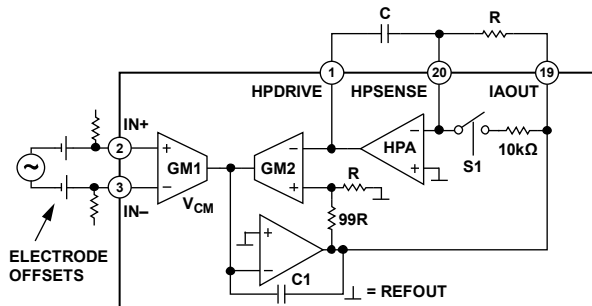 C
R
1
20
19
HPDRIVE
HPSENSE
IAOUT
IN+
2
+
GM1
–
3
IN–
VCM
GM2
–
+
HPA
–
+
S1
10kΩ
R
99R
+
–
C1
= REFOUT
ELECTRODE
OFFSETS